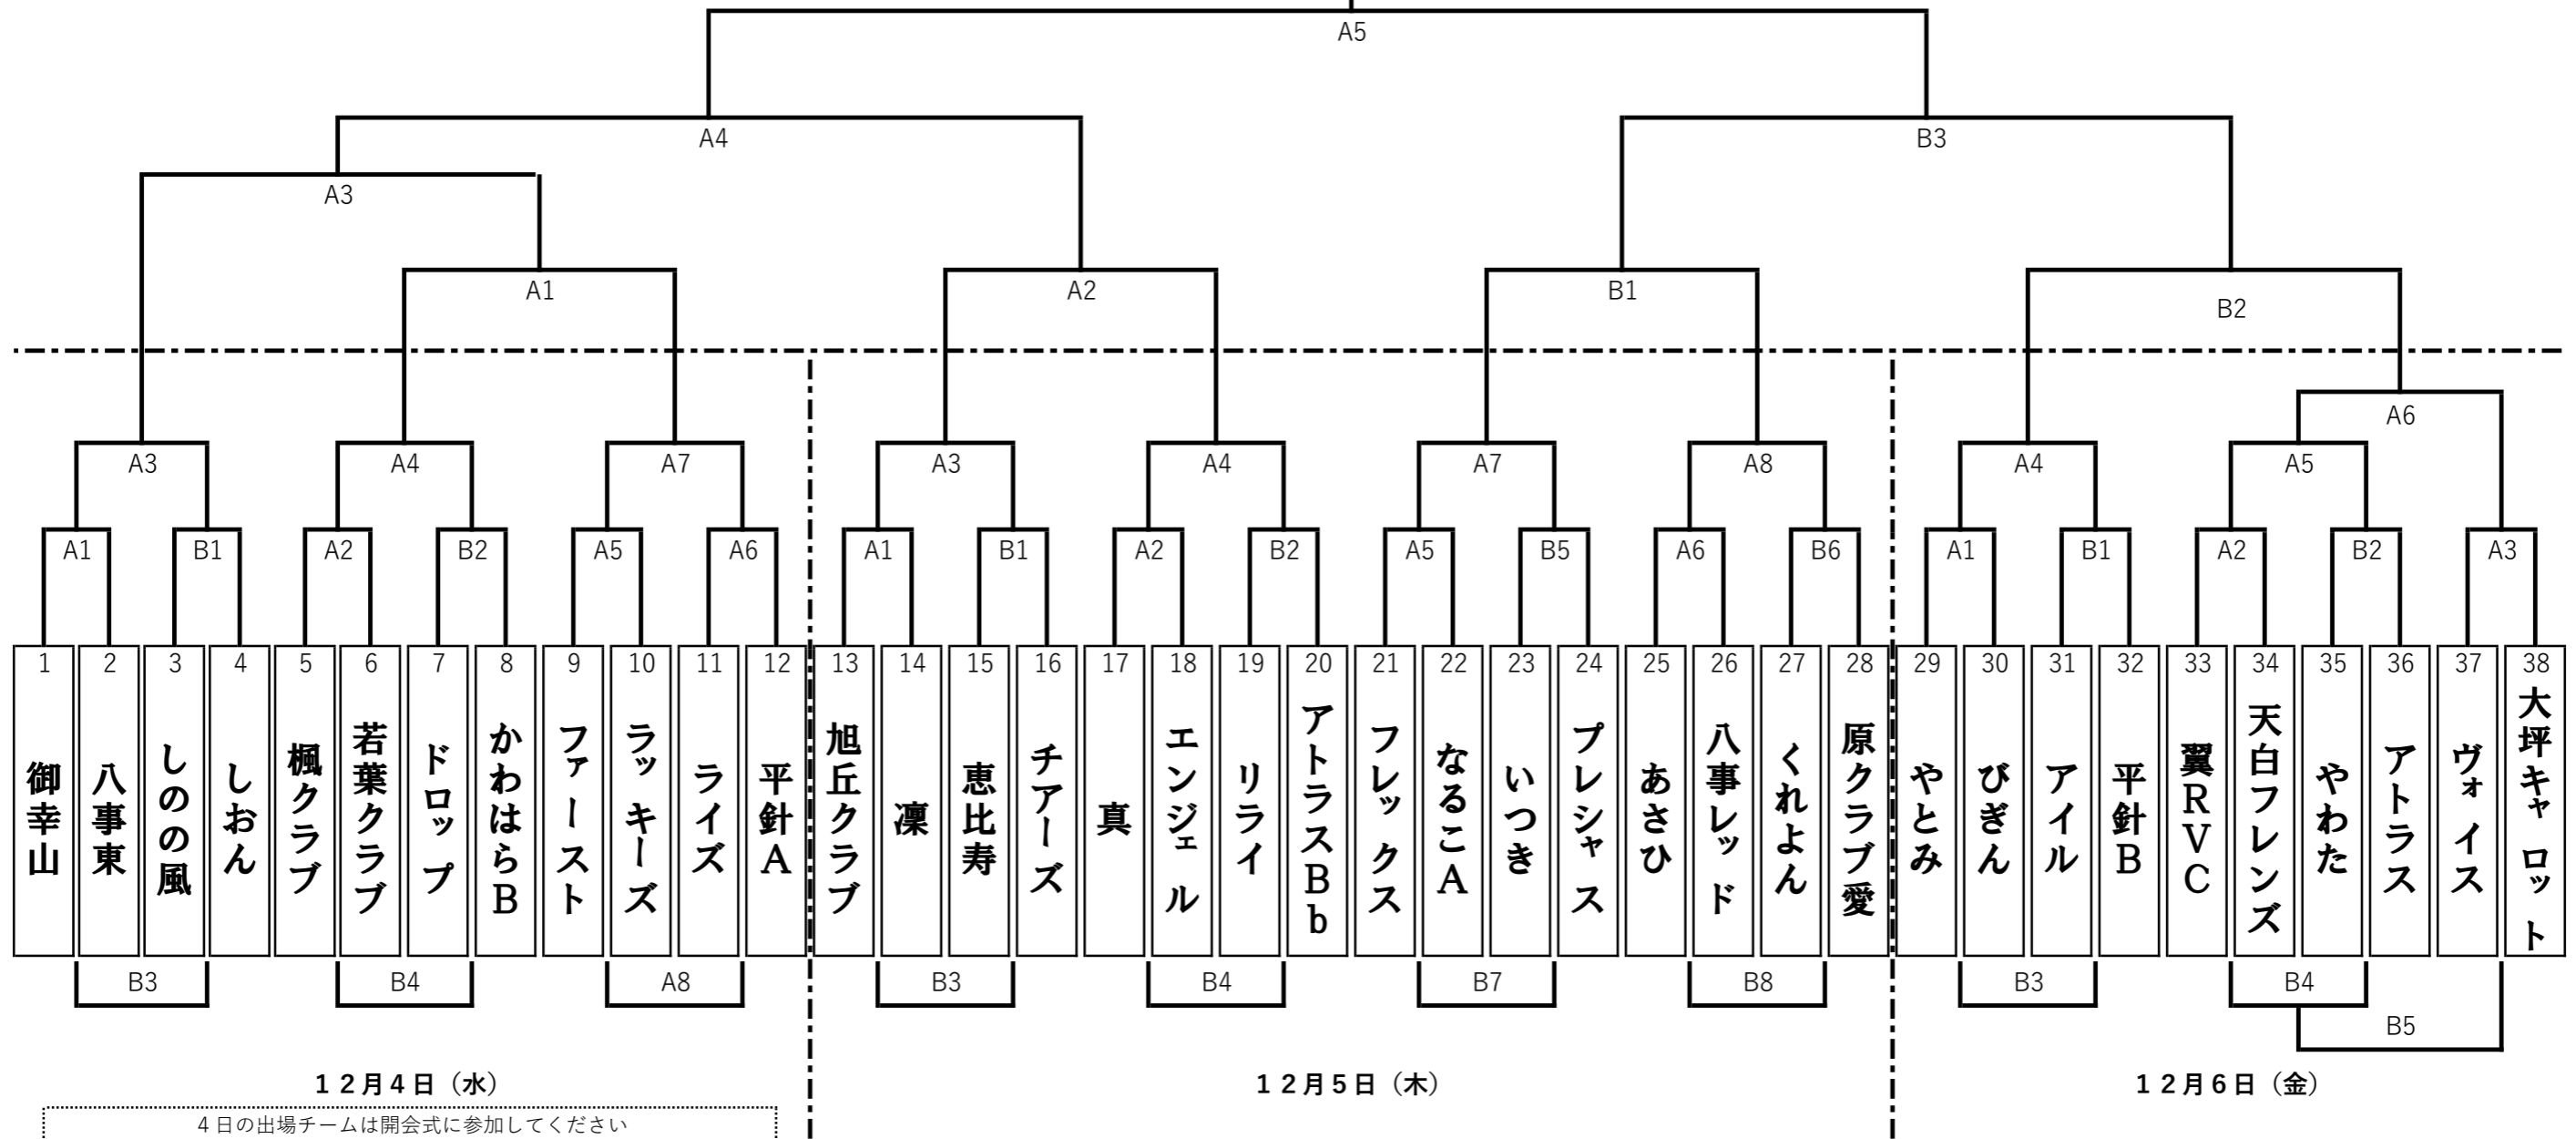 A5
A4 B3
A3
A1 A2 B1 B2
A6
A3 A4 A7 A3 A4 A7 A8 A4 A5
A1 B1 A2 B2 A5 A6 A1 B1 A2 B2 A5 B5 A6 B6 A1 B1 A2 B2 A3
1 御幸山
2 八事東
3 しのの風
4 しおん
5 楓クラブ
6 若葉クラブ
7 ドロップ
8 かわはらB
9 ファースト
10 ラッキーズ
11 ライズ
12 平針A
13 旭丘クラブ
14 凜
15 恵比寿
16 チアーズ
17 真
18 エンジェル
19 リライ
20 アトラスBb
21 フレックス
22 なるこA
23 いつき
24 プレシャス
25 あさひ
26 八事レッド
27 くれよん
28 原クラブ愛
29 やとみ
30 びぎん
31 アイル
32 平針B
33 翼RVC
34 天白フレンズ
35 やわた
36 アトラス
37 ヴォイス
38 大坪キャロット
B3 B4 A8 B3 B4 B7 B8 B3 B4
B5
12月4日（水） 12月5日（木） 12月6日（金）
4日の出場チームは開会式に参加してください